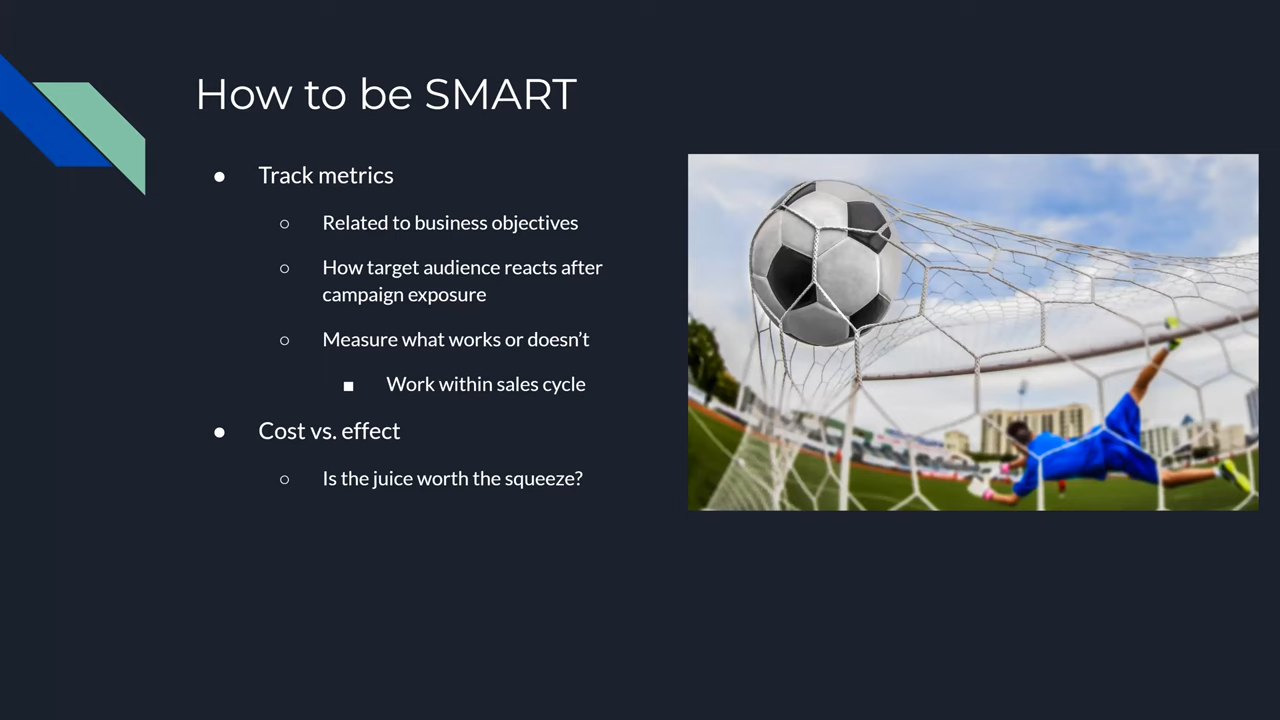 How to be SMART
● Track metrics
○ Related to business objectives
○ How target audience reacts after
campaign exposure
○ Measure what works or doesn’t
■ Work within sales cycle
● Cost vs. effect
○ Is the juice worth the squeeze?